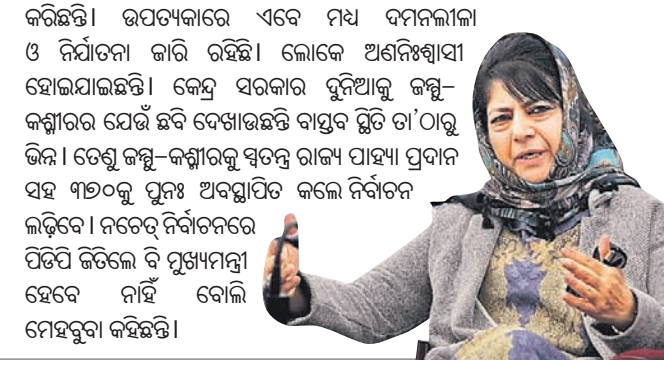 କରିଛନ୍ତି। ଉପତ୍ୟକାରେ ଏବେ ମଧ୍ୟ ଦମନଲୀଳା
ଓ ନିର୍ଯାତନା ଜାରି ରହିଛି। ଲୋକେ ଅଣନିଃଶ୍ୱାସୀ
ହୋଇଯାଇଛନ୍ତି। କେନ୍ଦ୍ର ସରକାର ଦୁନିଆକୁ ଜମ୍ମୁ–
କଶ୍ମୀରର ଯେଉଁ ଛବି ଦେଖାଉଛନ୍ତି ବାସ୍ତବ ସ୍ଥିତି ତା'ଠାରୁ
ଭିନ୍ନ। ତେଣୁ ଜମ୍ମୁ–କଶ୍ମୀରକୁ ସ୍ୱତନ୍ତ୍ର ରାଜ୍ୟ ପାହ୍ୟା ପ୍ରଦାନ
ସହ ୩୭୦କୁ ପୁନଃ ଅବସ୍ଥାପିତ କଲେ ନିର୍ବାଚନ
ଲଢ଼ିବେ। ନଚେତ୍ ନିର୍ବାଚନରେ
ପିଡିପି ଜିତିଲେ ବି ମୁଖ୍ୟମନ୍ତ୍ରୀ
ହେବେ ନାହିଁ ବୋଲି
ମେହବୁବା କହିଛନ୍ତି।